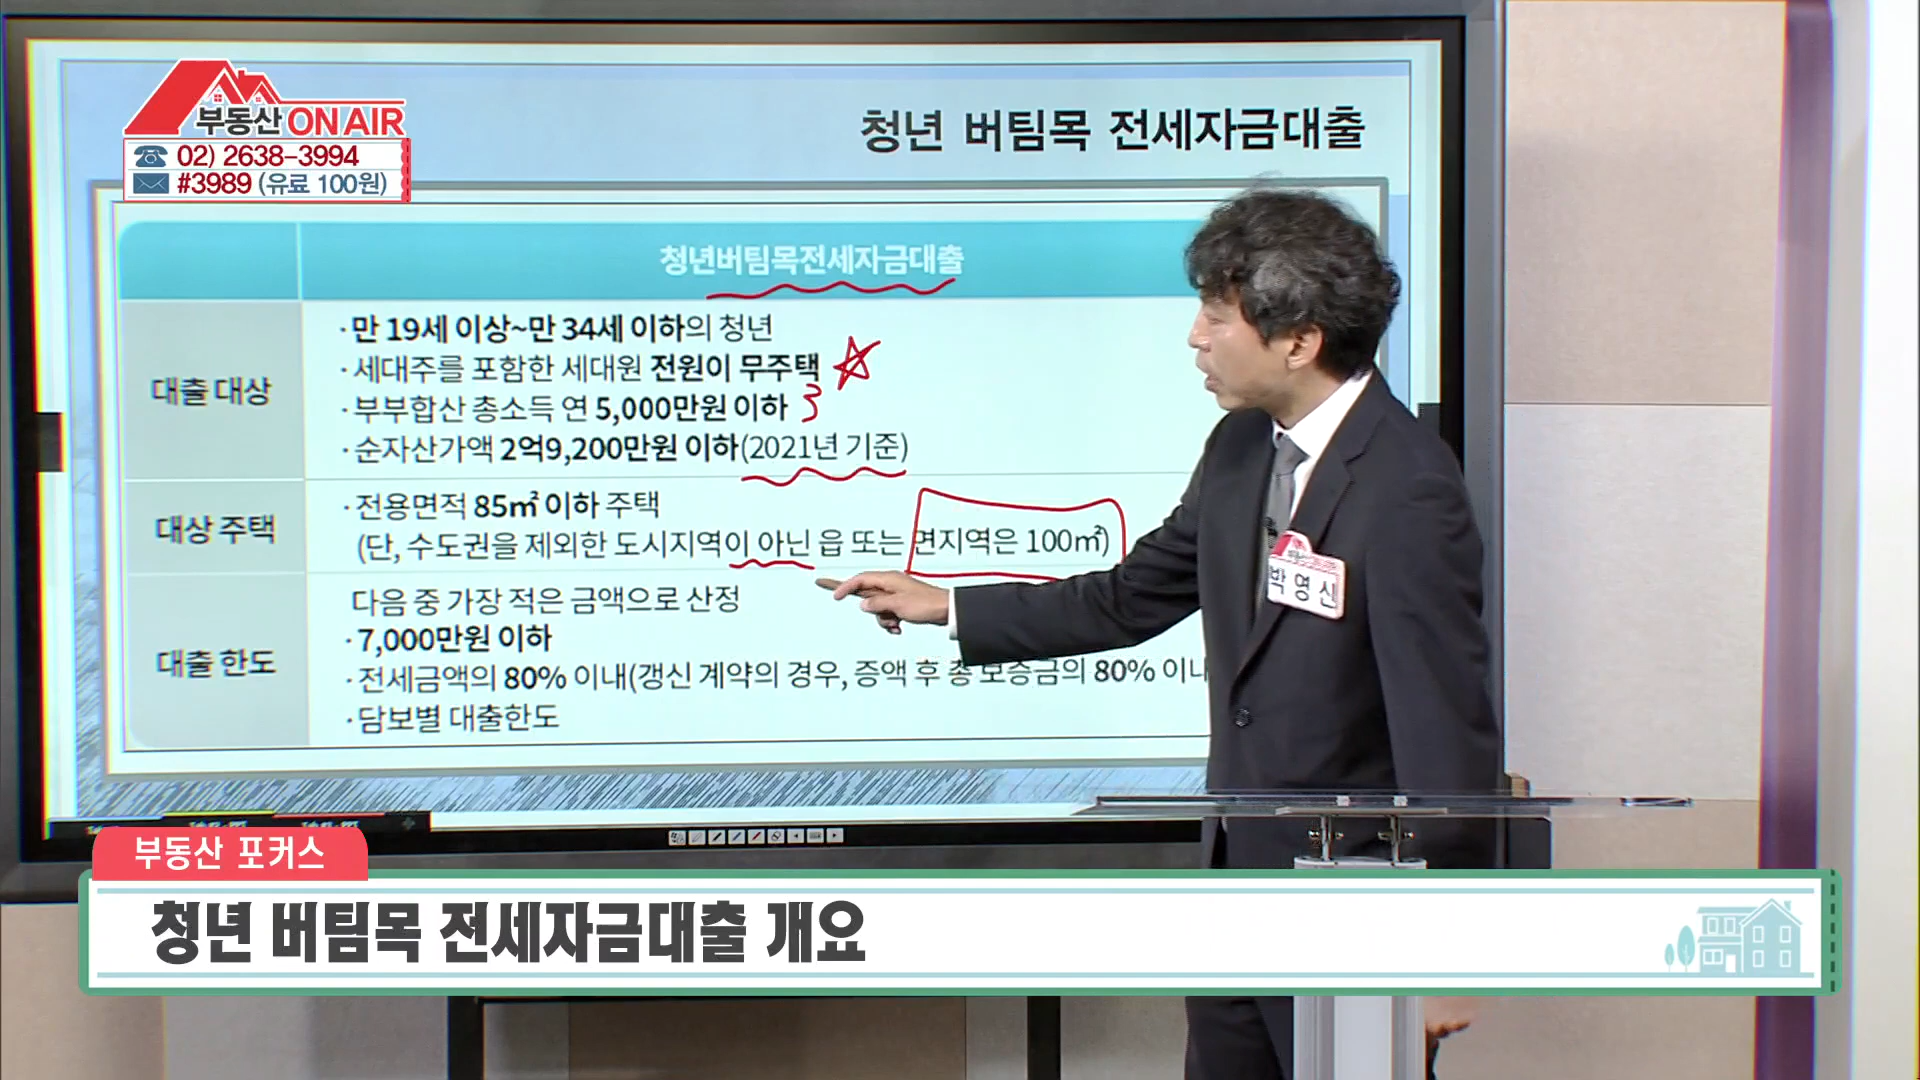 부동산 ON AIR
02) 2638-3994
#3989 (유료 100원)
청년 버팀목 전세자금대출
청년버팀목전세자금대출
대출 대상
· 만 19세 이상~만 34세 이하의 청년
· 세대주를 포함한 세대원 전원이 무주택
· 부부합산 총소득 연 5,000만원 이하
· 순자산가액 2억9,200만원 이하(2021년 기준)
대상 주택
· 전용면적 85㎡ 이하 주택
(단, 수도권을 제외한 도시지역이 아닌 읍 또는 면지역은 100㎡)
대출 한도
다음 중 가장 적은 금액으로 산정
· 7,000만원 이하
· 전세금액의 80% 이내(갱신 계약의 경우, 증액 후 총 보증금의 80% 이내
· 담보별 대출한도
박영신
부동산 포커스
청년 버팀목 전세자금대출 개요